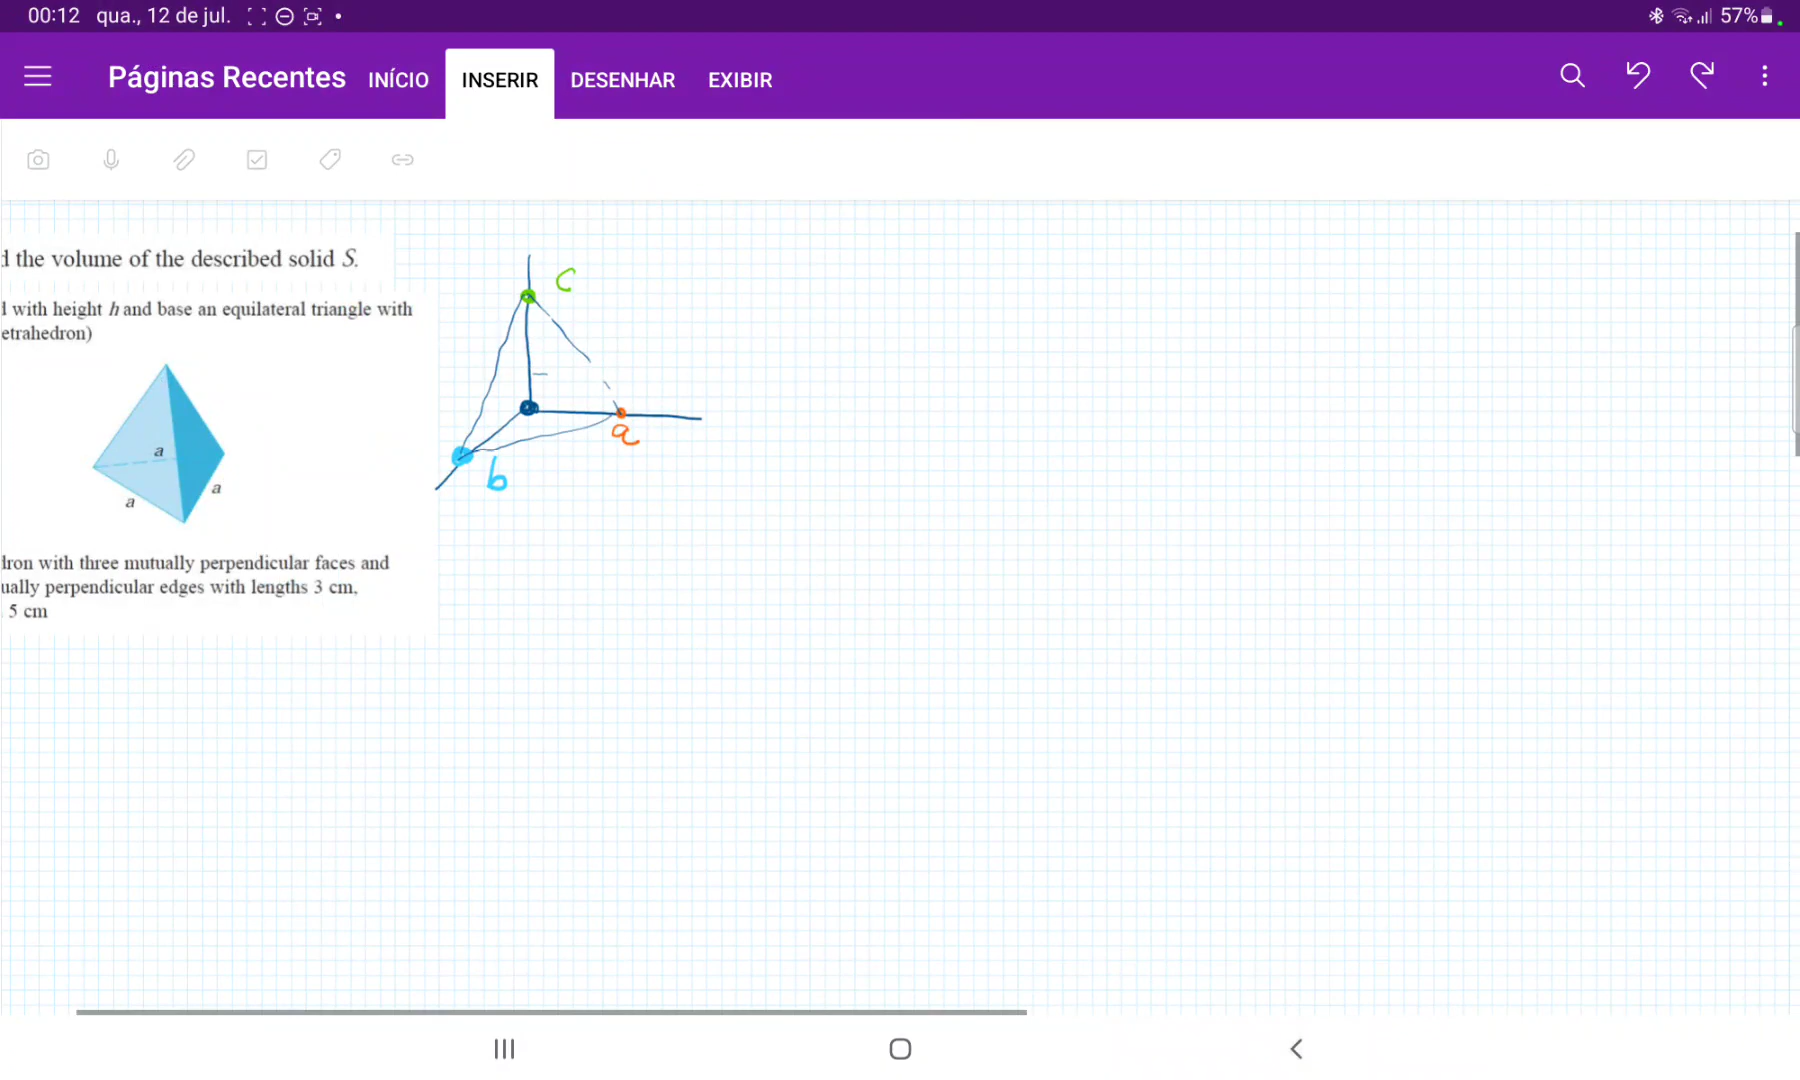 00:12 qua., 12 de jul. 57%
Páginas Recentes INÍCIO INSERIR DESENHAR EXIBIR
d the volume of the described solid S.
d with height h and base an equilateral triangle with
etrahedron)
a
a
a
dron with three mutually perpendicular faces and
ually perpendicular edges with lengths 3 cm,
5 cm
c
a
b